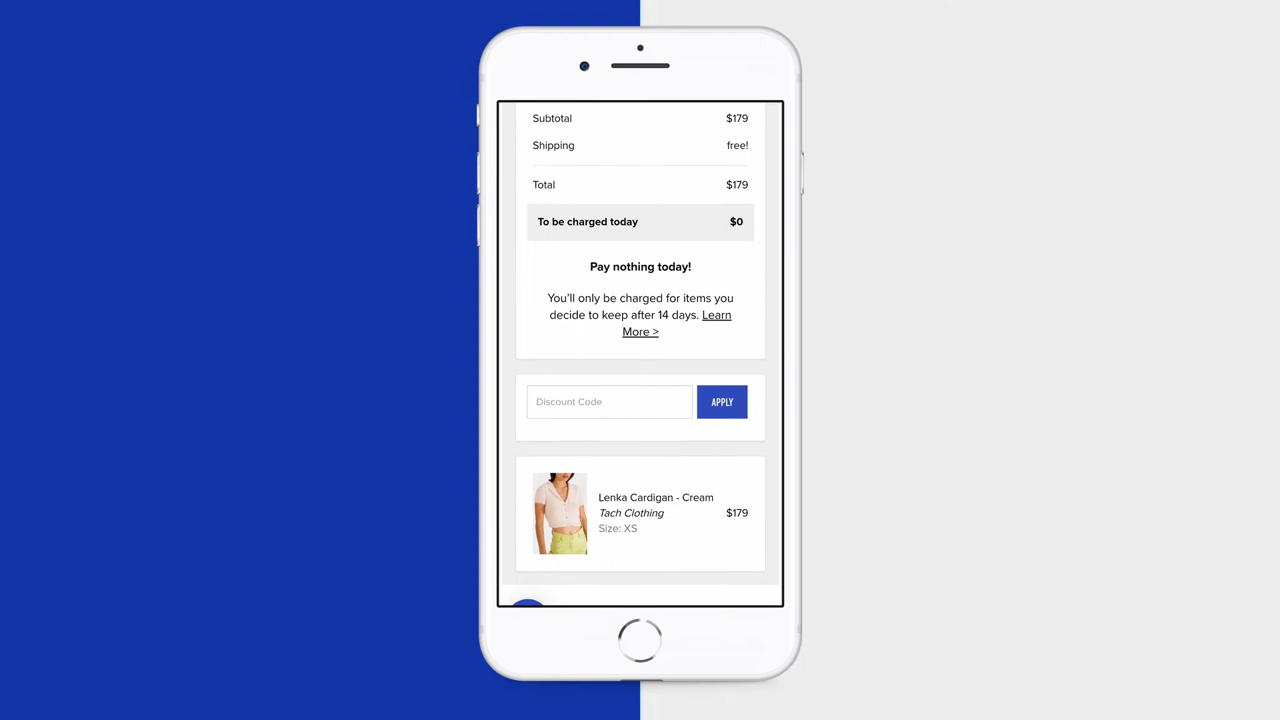 Subtotal $179
Shipping free!
Total $179
To be charged today $0
Pay nothing today!
You'll only be charged for items you
decide to keep after 14 days. Learn
More >
Discount Code APPLY
Lenka Cardigan - Cream
Tach Clothing $179
Size: XS